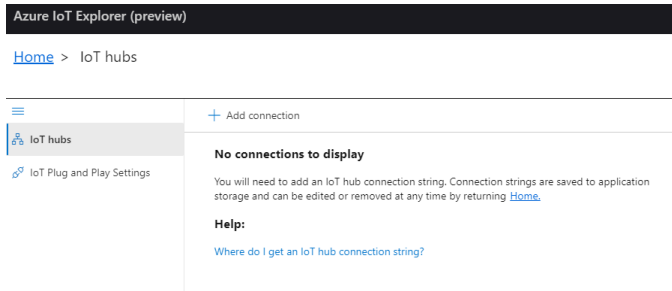 Azure IoT Explorer (preview)
Home > IoT hubs
+ Add connection
IoT hubs
IoT Plug and Play Settings
No connections to display
You will need to add an IoT hub connection string. Connection strings are saved to application
storage and can be edited or removed at any time by returning Home.
Help:
Where do I get an IoT hub connection string?